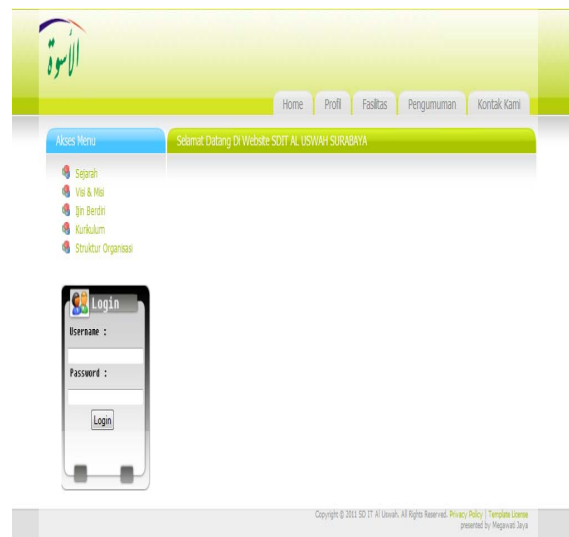 الأسوة
Home Profil Fasilitas Pengumuman Kontak Kami
Akses Menu
Selamat Datang Di Website SDIT AL USWAH SURABAYA
Sejarah
Visi & Misi
Ijin Berdiri
Kurikulum
Struktur Organisasi
Login
Username :
Password :
Login
Copyright © 2011 SD IT Al Uswah. All Rights Reserved. Privacy Policy | Template License
presented by Megawati Jaya